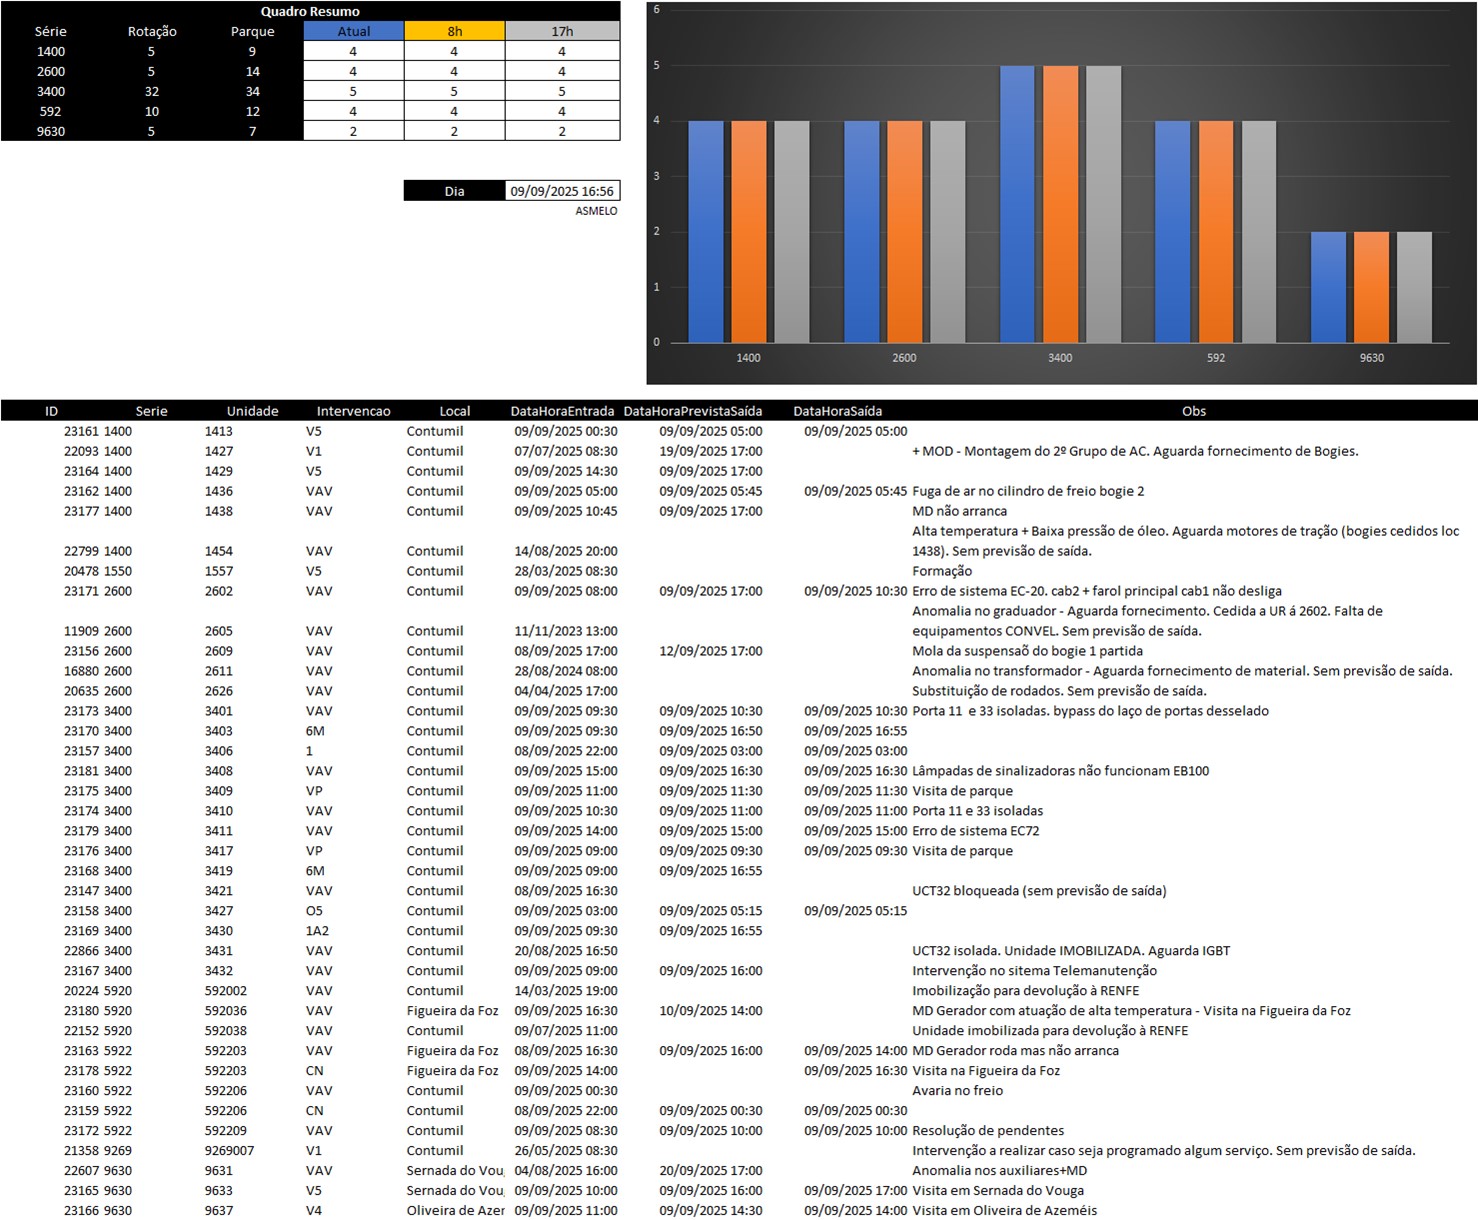 Quadro Resumo
Série Rotação Parque Atual 8h 17h
1400 5 9 4 4 4
2600 5 14 4 4 4
3400 32 34 5 5 5
592 10 12 4 4 4
9630 5 7 2 2 2
Dia 09/09/2025 16:56
ASMELO
6
5
4
3
2
1
0
1400 2600 3400 592 9630
ID Serie Unidade Intervencao Local DataHoraEntrada DataHoraPrevistaSaída DataHoraSaída Obs
23161 1400 1413 V5 Contumil 09/09/2025 00:30 09/09/2025 05:00 09/09/2025 05:00
22093 1400 1427 V1 Contumil 07/07/2025 08:30 19/09/2025 17:00 + MOD - Montagem do 2º Grupo de AC. Aguarda fornecimento de Bogies.
23164 1400 1429 V5 Contumil 09/09/2025 14:30 09/09/2025 17:00
23162 1400 1436 VAV Contumil 09/09/2025 05:00 09/09/2025 05:45 09/09/2025 05:45 Fuga de ar no cilindro de freio bogie 2
23177 1400 1438 VAV Contumil 09/09/2025 10:45 09/09/2025 17:00 MD não arranca
Alta temperatura + Baixa pressão de óleo. Aguarda motores de tração (bogies cedidos loc
22799 1400 1454 VAV Contumil 14/08/2025 20:00 1438). Sem previsão de saída.
20478 1550 1557 V5 Contumil 28/03/2025 08:30 Formação
23171 2600 2602 VAV Contumil 09/09/2025 08:00 09/09/2025 17:00 09/09/2025 10:30 Erro de sistema EC-20. cab2 + farol principal cab1 não desliga
Anomalia no graduador - Aguarda fornecimento. Cedida a UR á 2602. Falta de
11909 2600 2605 VAV Contumil 11/11/2023 13:00 equipamentos CONVEL. Sem previsão de saída.
23156 2600 2609 VAV Contumil 08/09/2025 17:00 12/09/2025 17:00 Mola da suspensaõ do bogie 1 partida
16880 2600 2611 VAV Contumil 28/08/2024 08:00 Anomalia no transformador - Aguarda fornecimento de material. Sem previsão de saída.
20635 2600 2626 VAV Contumil 04/04/2025 17:00 Substituição de rodados. Sem previsão de saída.
23173 3400 3401 VAV Contumil 09/09/2025 09:30 09/09/2025 10:30 09/09/2025 10:30 Porta 11 e 33 isoladas. bypass do laço de portas desselado
23170 3400 3403 6M Contumil 09/09/2025 09:30 09/09/2025 16:50 09/09/2025 16:55
23157 3400 3406 1 Contumil 08/09/2025 22:00 09/09/2025 03:00 09/09/2025 03:00
23181 3400 3408 VAV Contumil 09/09/2025 15:00 09/09/2025 16:30 09/09/2025 16:30 Lâmpadas de sinalizadoras não funcionam EB100
23175 3400 3409 VP Contumil 09/09/2025 11:00 09/09/2025 11:30 09/09/2025 11:30 Visita de parque
23174 3400 3410 VAV Contumil 09/09/2025 10:30 09/09/2025 11:00 09/09/2025 11:00 Porta 11 e 33 isoladas
23179 3400 3411 VAV Contumil 09/09/2025 14:00 09/09/2025 15:00 09/09/2025 15:00 Erro de sistema EC72
23176 3400 3417 VP Contumil 09/09/2025 09:00 09/09/2025 09:30 09/09/2025 09:30 Visita de parque
23168 3400 3419 6M Contumil 09/09/2025 09:00 09/09/2025 16:55
23147 3400 3421 VAV Contumil 08/09/2025 16:30 UCT32 bloqueada (sem previsão de saída)
23158 3400 3427 O5 Contumil 09/09/2025 03:00 09/09/2025 05:15 09/09/2025 05:15
23169 3400 3430 1A2 Contumil 09/09/2025 09:30 09/09/2025 16:55
22866 3400 3431 VAV Contumil 20/08/2025 16:50 UCT32 isolada. Unidade IMOBILIZADA. Aguarda IGBT
23167 3400 3432 VAV Contumil 09/09/2025 09:00 09/09/2025 16:00 Intervenção no sitema Telemanutenção
20224 5920 592002 VAV Contumil 14/03/2025 19:00 Imobilização para devolução à RENFE
23180 5920 592036 VAV Figueira da Foz 09/09/2025 16:30 10/09/2025 14:00 MD Gerador com atuação de alta temperatura - Visita na Figueira da Foz
22152 5920 592038 VAV Contumil 09/07/2025 11:00 Unidade imobilizada para devolução à RENFE
23163 5922 592203 VAV Figueira da Foz 08/09/2025 16:30 09/09/2025 16:00 09/09/2025 14:00 MD Gerador roda mas não arranca
23178 5922 592203 CN Figueira da Foz 09/09/2025 14:00 09/09/2025 16:30 Visita na Figueira da Foz
23160 5922 592206 VAV Contumil 09/09/2025 00:30 Avaria no freio
23159 5922 592206 CN Contumil 08/09/2025 22:00 09/09/2025 00:30 09/09/2025 00:30
23172 5922 592209 VAV Contumil 09/09/2025 08:30 09/09/2025 10:00 09/09/2025 10:00 Resolução de pendentes
21358 9269 9269007 V1 Contumil 26/05/2025 08:30 Intervenção a realizar caso seja programado algum serviço. Sem previsão de saída.
22607 9630 9631 VAV Sernada do Vou 04/08/2025 16:00 20/09/2025 17:00 Anomalia nos auxiliares+MD
23165 9630 9633 V5 Sernada do Vou 09/09/2025 10:00 09/09/2025 16:00 09/09/2025 17:00 Visita em Sernada do Vouga
23166 9630 9637 V4 Oliveira de Azer 09/09/2025 11:00 09/09/2025 14:30 09/09/2025 14:00 Visita em Oliveira de Azeméis